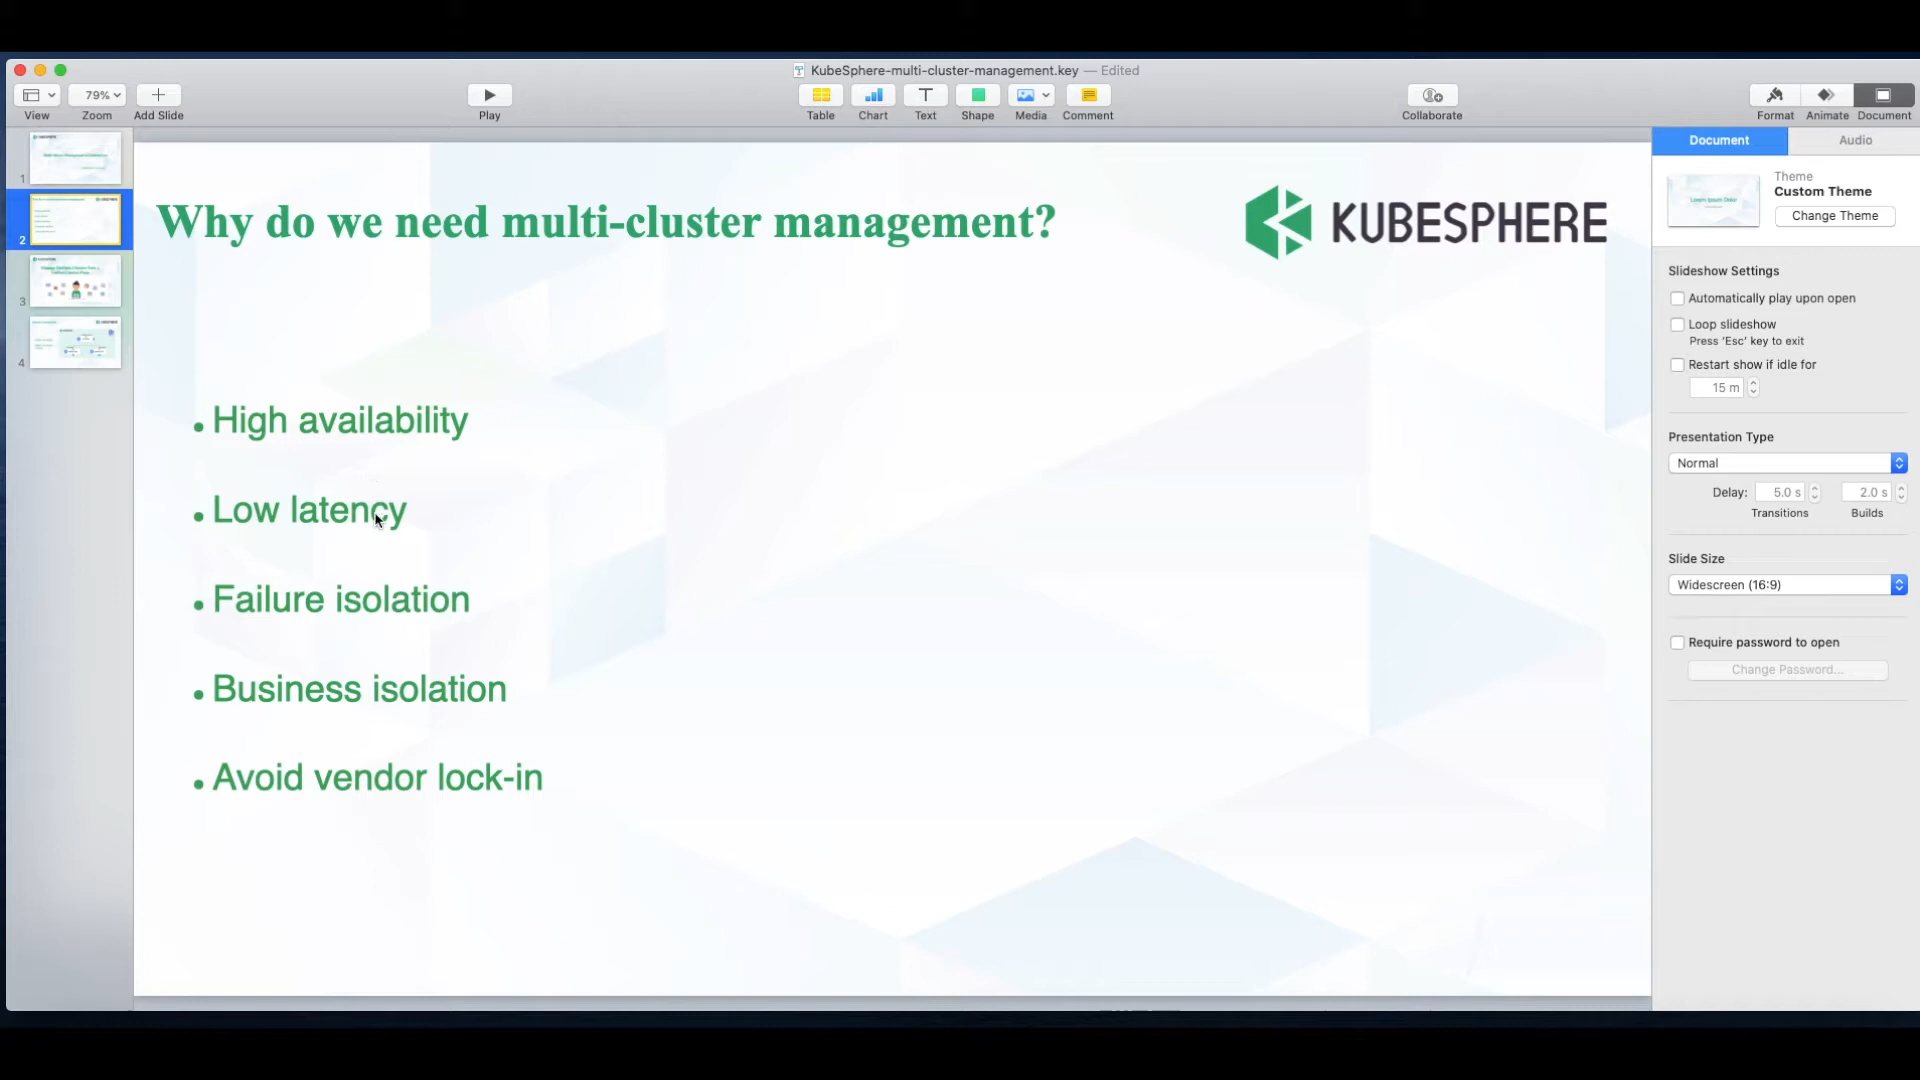 KubeSphere-multi-cluster-management.key — Edited
79%
View
Zoom
Add Slide
Play
Table
Chart
Text
Shape
Media
Comment
Collaborate
Format
Animate
Document
1
2
3
4
Why do we need multi-cluster management?
KUBESPHERE
• High availability
• Low latency
• Failure isolation
• Business isolation
• Avoid vendor lock-in
Document
Audio
Theme
Custom Theme
Change Theme
Slideshow Settings
Automatically play upon open
Loop slideshow
Press 'Esc' key to exit
Restart show if idle for
15 m
Presentation Type
Normal
Delay: 5.0 s 2.0 s
Transitions Builds
Slide Size
Widescreen (16:9)
Require password to open
Change Password...